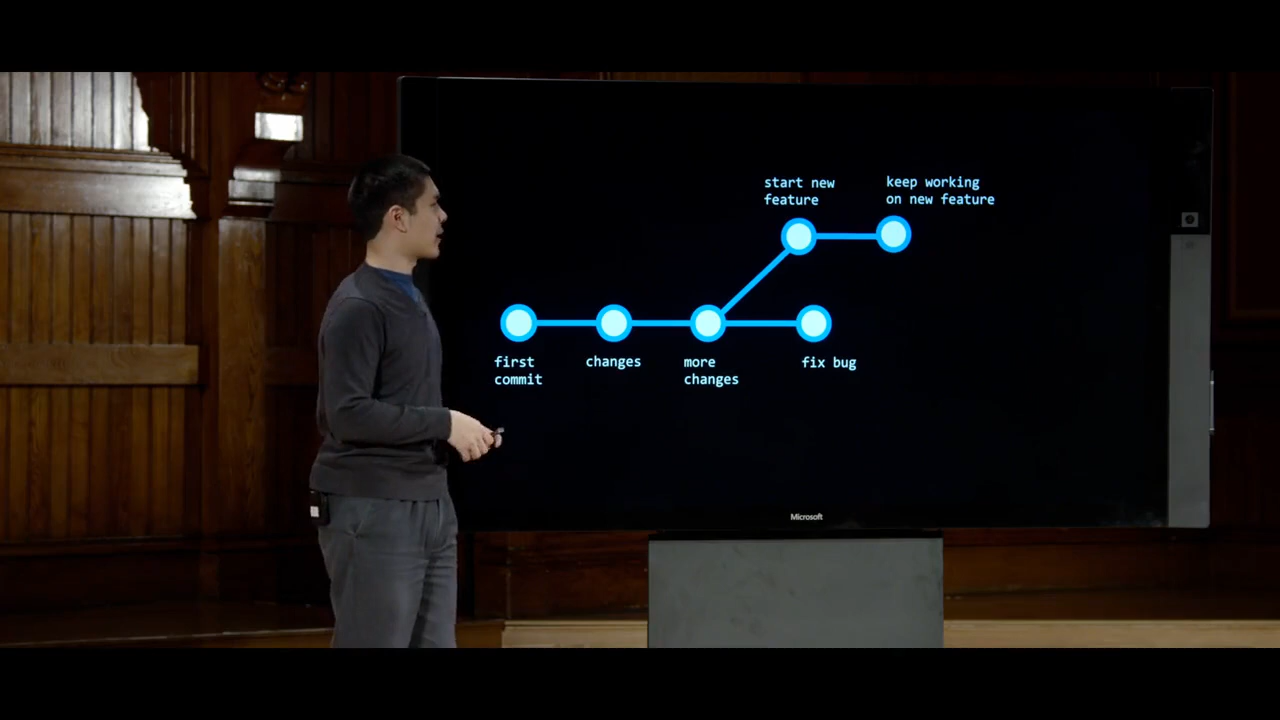 start new
feature
keep working
on new feature
first
commit
changes
more
changes
fix bug
Microsoft